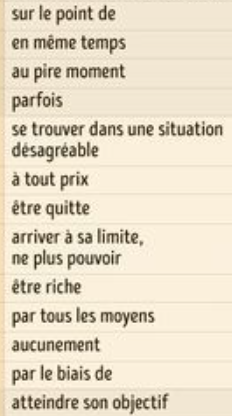 sur le point de
en même temps
au pire moment
parfois
se trouver dans une situation
désagréable
à tout prix
être quitte
arriver à sa limite,
ne plus pouvoir
être riche
par tous les moyens
aucunement
par le biais de
atteindre son objectif